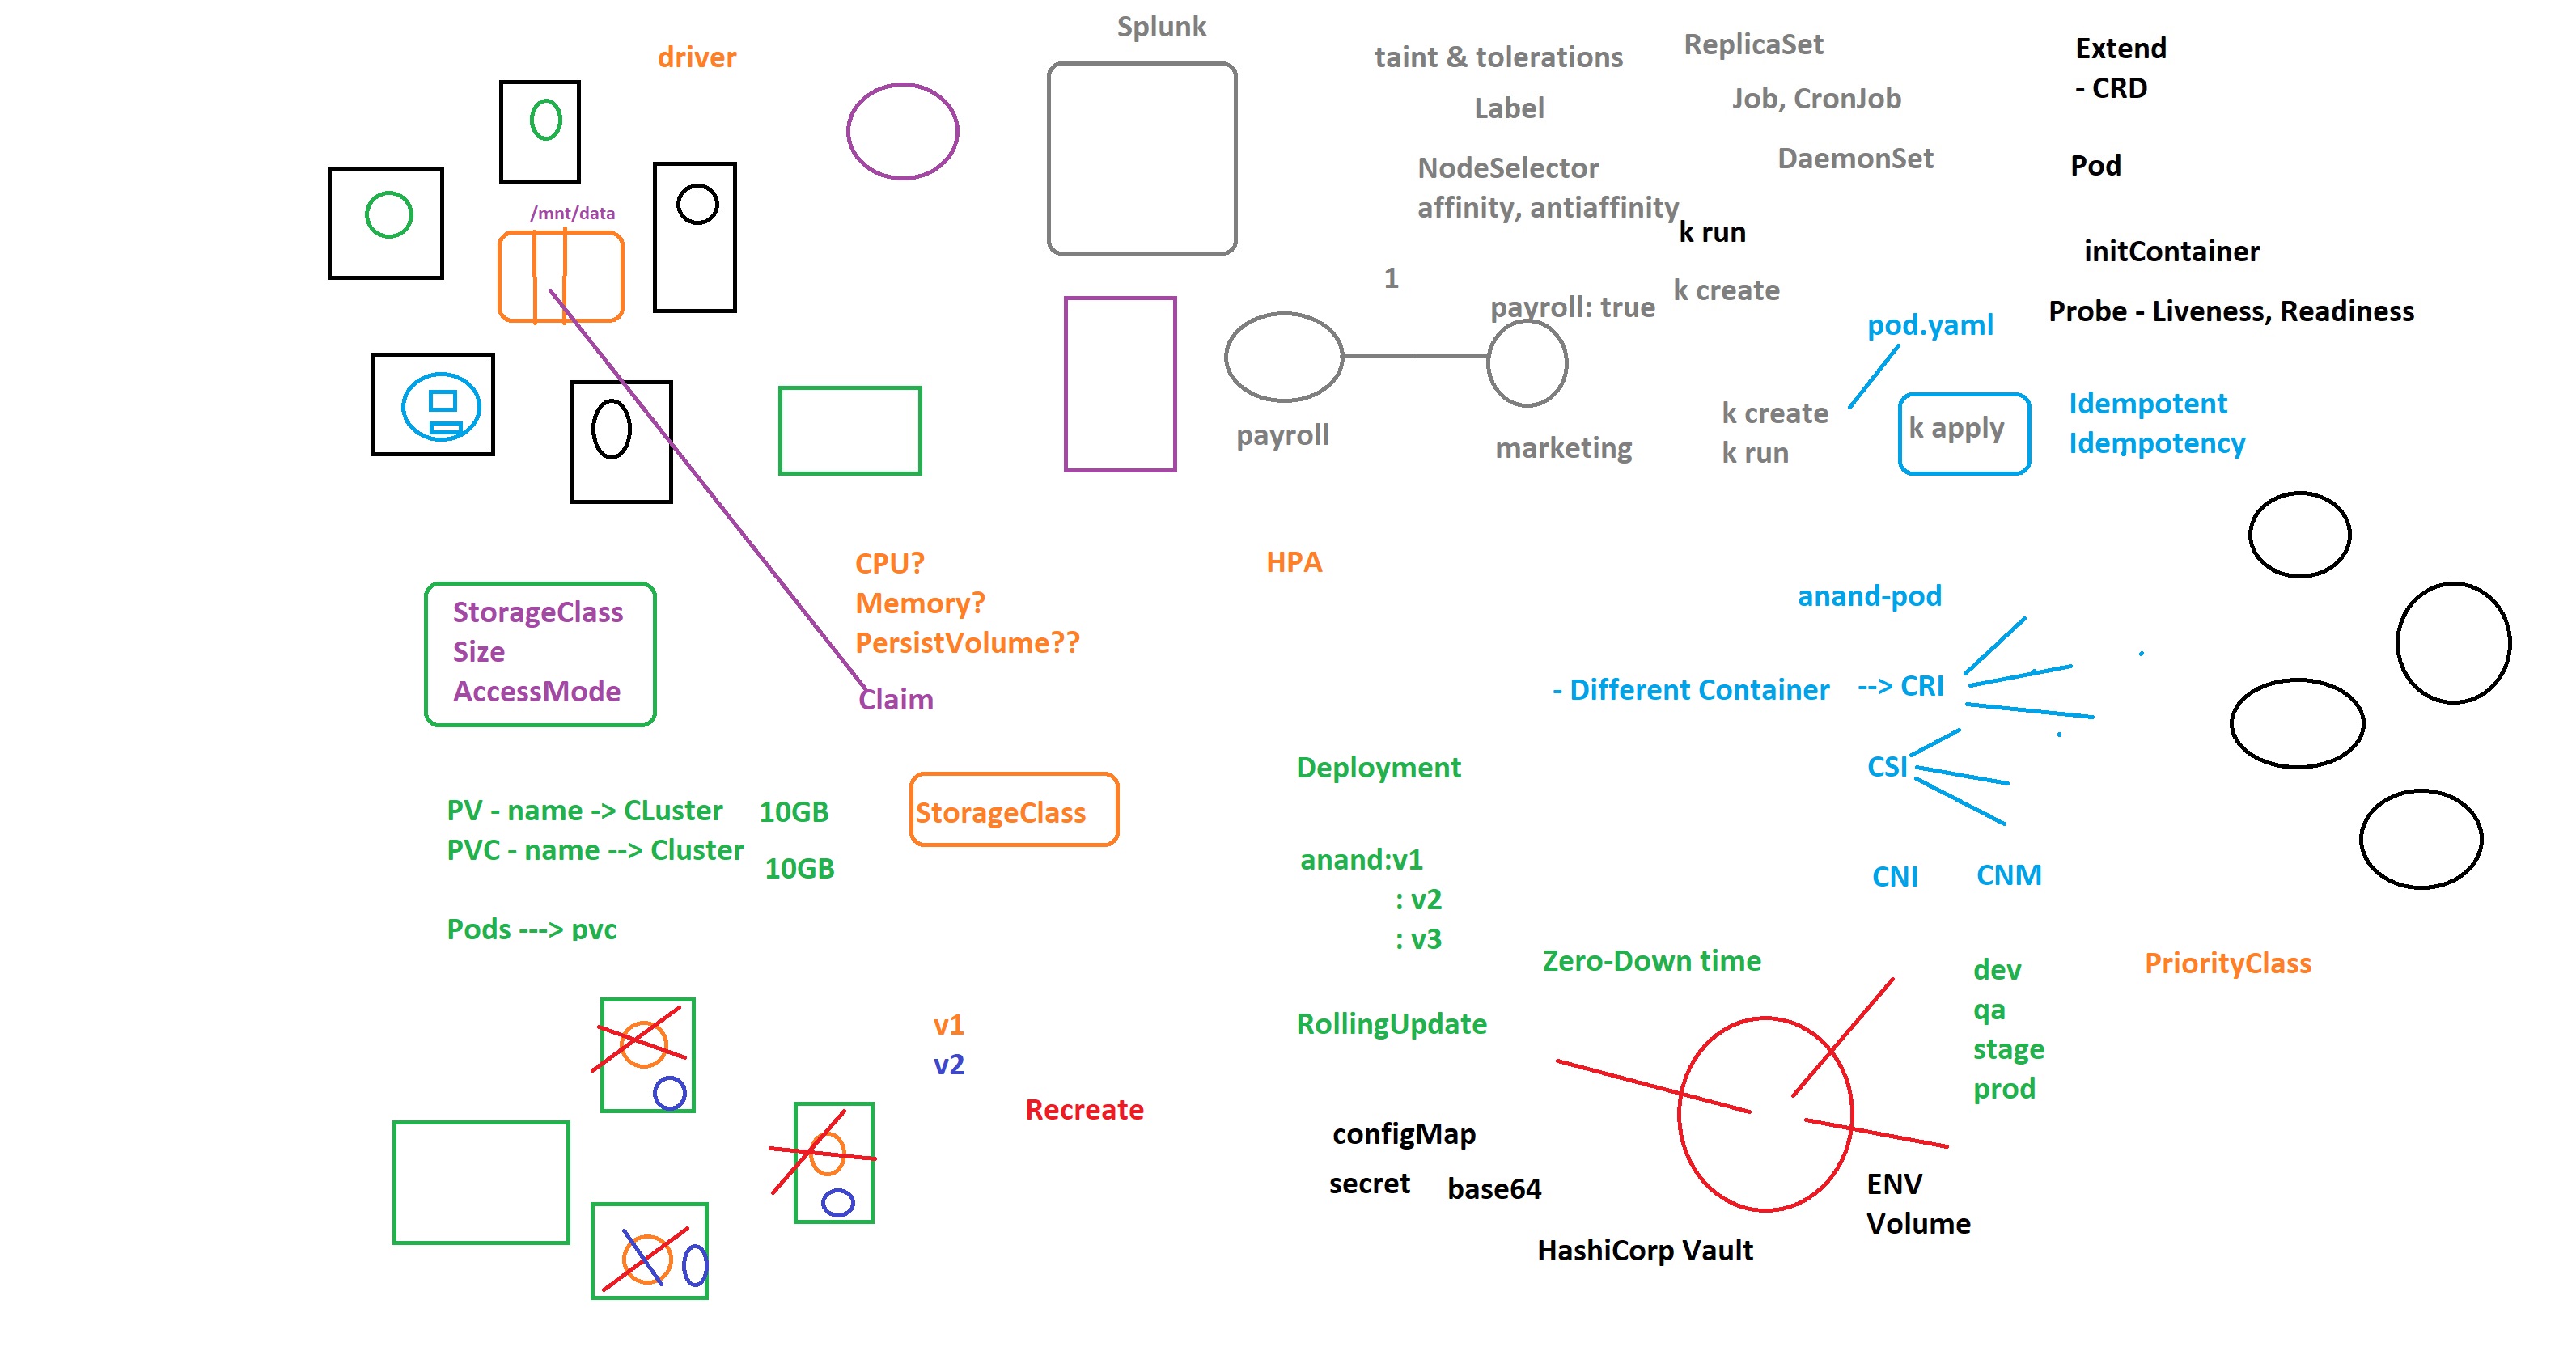 Splunk
driver
taint & tolerations
Label
NodeSelector
affinity, antiaffinity
ReplicaSet
Job, CronJob
DaemonSet
Extend
- CRD
Pod
initContainer
Probe - Liveness, Readiness
/mnt/data
k run
k create
1
payroll: true
payroll
marketing
pod.yaml
k create
k run
k apply
Idempotent
Idempotency
StorageClass
Size
AccessMode
CPU?
Memory?
PersistVolume??
Claim
HPA
anand-pod
- Different Container
--> CRI
CSI
CNI
CNM
PV - name -> CLuster
10GB
PVC - name --> Cluster
10GB
Pods ---> pvc
StorageClass
Deployment
anand:v1
: v2
: v3
Zero-Down time
RollingUpdate
dev
qa
stage
prod
PriorityClass
v1
v2
Recreate
configMap
secret
base64
HashiCorp Vault
ENV
Volume